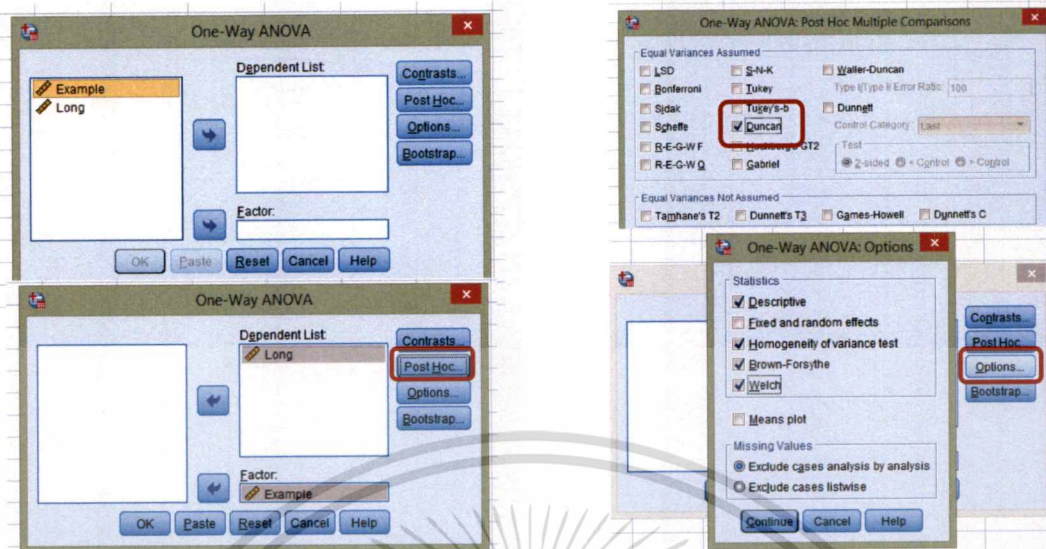 One-Way ANOVA
Example
Long
Dependent List:
Contrasts...
Post Hoc...
Options...
Bootstrap...
Factor:
OK Paste Reset Cancel Help
One-Way ANOVA
Dependent List:
Long
Contrasts...
Post Hoc...
Options...
Bootstrap...
Factor:
Example
OK Paste Reset Cancel Help
One-Way ANOVA: Post Hoc Multiple Comparisons
Equal Variances Assumed
LSD S-N-K Waller-Duncan
Bonferroni Tukey Type I/Type II Error Ratio: 100
Sidak Tukey's-b Dunnett
Scheffe Duncan Control Category: Last
R-E-G-W F Hochberg's GT2 Test
R-E-G-W Q Gabriel 2-sided < Control > Control
Equal Variances Not Assumed
Tamhane's T2 Dunnett's T3 Games-Howell Dunnett's C
One-Way ANOVA: Options
Statistics
Descriptive
Fixed and random effects
Homogeneity of variance test
Brown-Forsythe
Welch
Means plot
Missing Values
Exclude cases analysis by analysis
Exclude cases listwise
Continue Cancel Help
Contrasts...
Post Hoc...
Options...
Bootstrap...